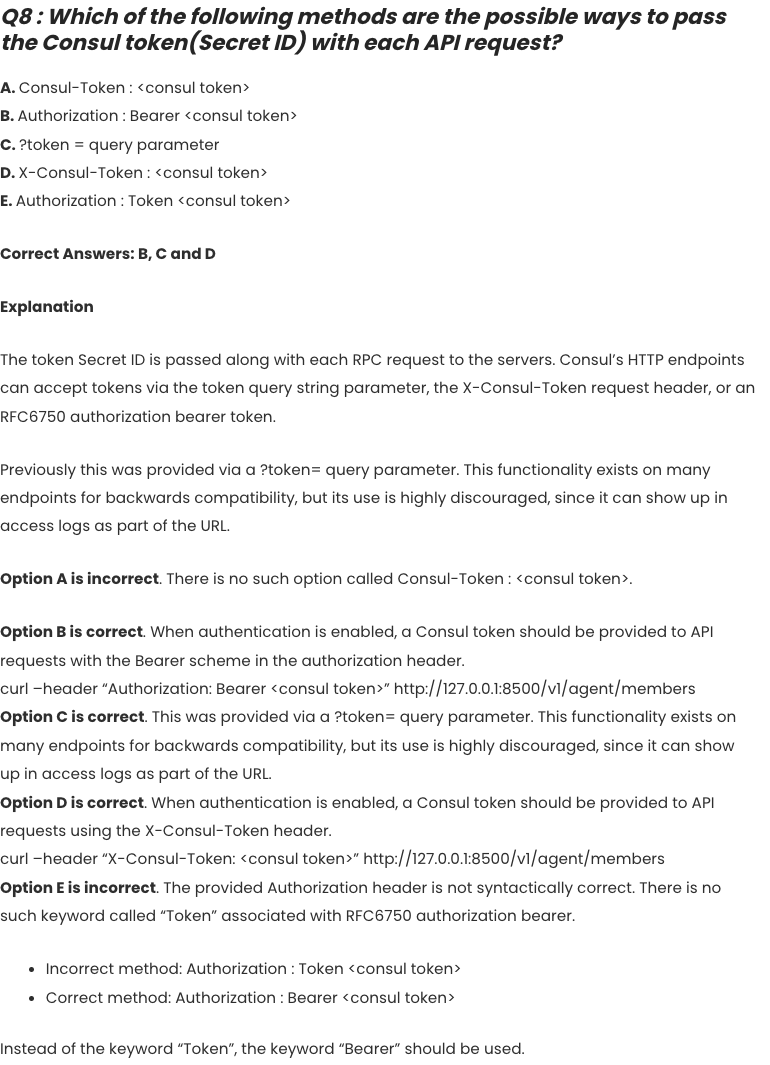 Q8 : Which of the following methods are the possible ways to pass
the Consul token(Secret ID) with each API request?
A. Consul-Token : <consul token>
B. Authorization : Bearer <consul token>
C. ?token = query parameter
D. X-Consul-Token : <consul token>
E. Authorization : Token <consul token>
Correct Answers: B, C and D
Explanation
The token Secret ID is passed along with each RPC request to the servers. Consul’s HTTP endpoints
can accept tokens via the token query string parameter, the X-Consul-Token request header, or an
RFC6750 authorization bearer token.
Previously this was provided via a ?token= query parameter. This functionality exists on many
endpoints for backwards compatibility, but its use is highly discouraged, since it can show up in
access logs as part of the URL.
Option A is incorrect. There is no such option called Consul-Token : <consul token>.
Option B is correct. When authentication is enabled, a Consul token should be provided to API
requests with the Bearer scheme in the authorization header.
curl –header “Authorization: Bearer <consul token>” http://127.0.0.1:8500/v1/agent/members
Option C is correct. This was provided via a ?token= query parameter. This functionality exists on
many endpoints for backwards compatibility, but its use is highly discouraged, since it can show
up in access logs as part of the URL.
Option D is correct. When authentication is enabled, a Consul token should be provided to API
requests using the X-Consul-Token header.
curl –header “X-Consul-Token: <consul token>” http://127.0.0.1:8500/v1/agent/members
Option E is incorrect. The provided Authorization header is not syntactically correct. There is no
such keyword called “Token” associated with RFC6750 authorization bearer.
• Incorrect method: Authorization : Token <consul token>
• Correct method: Authorization : Bearer <consul token>
Instead of the keyword “Token”, the keyword “Bearer” should be used.